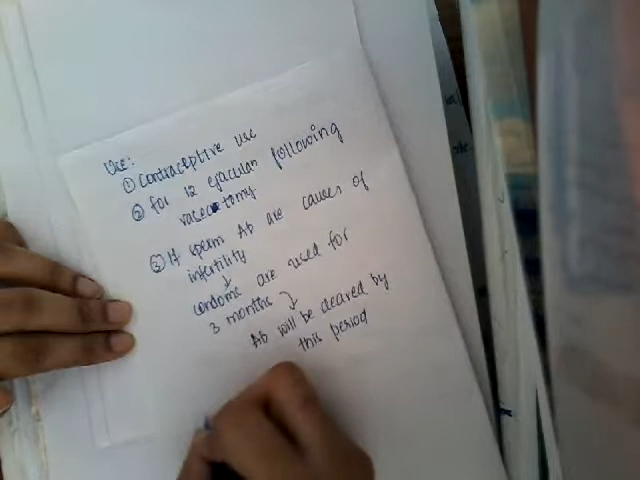 Use:
① Contraceptive use
② For 12 ejaculan following
vasectomy
③ If sperm Ab are causes of
infertility
↓
condoms are used for
3 months ↓
Ab will be cleared by
this period